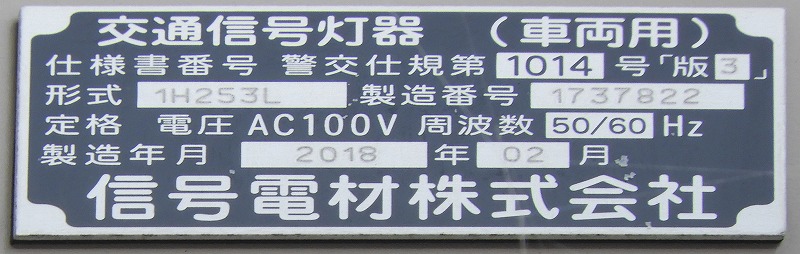 交通信号灯器 (車両用)
仕様書番号 警交仕規第 1014 号「版 3 」
形式 1H253L 製造番号 1737822
定格 電圧 AC100V 周波数 50/60 Hz
製造年月 2018 年 02 月
信号電材株式会社